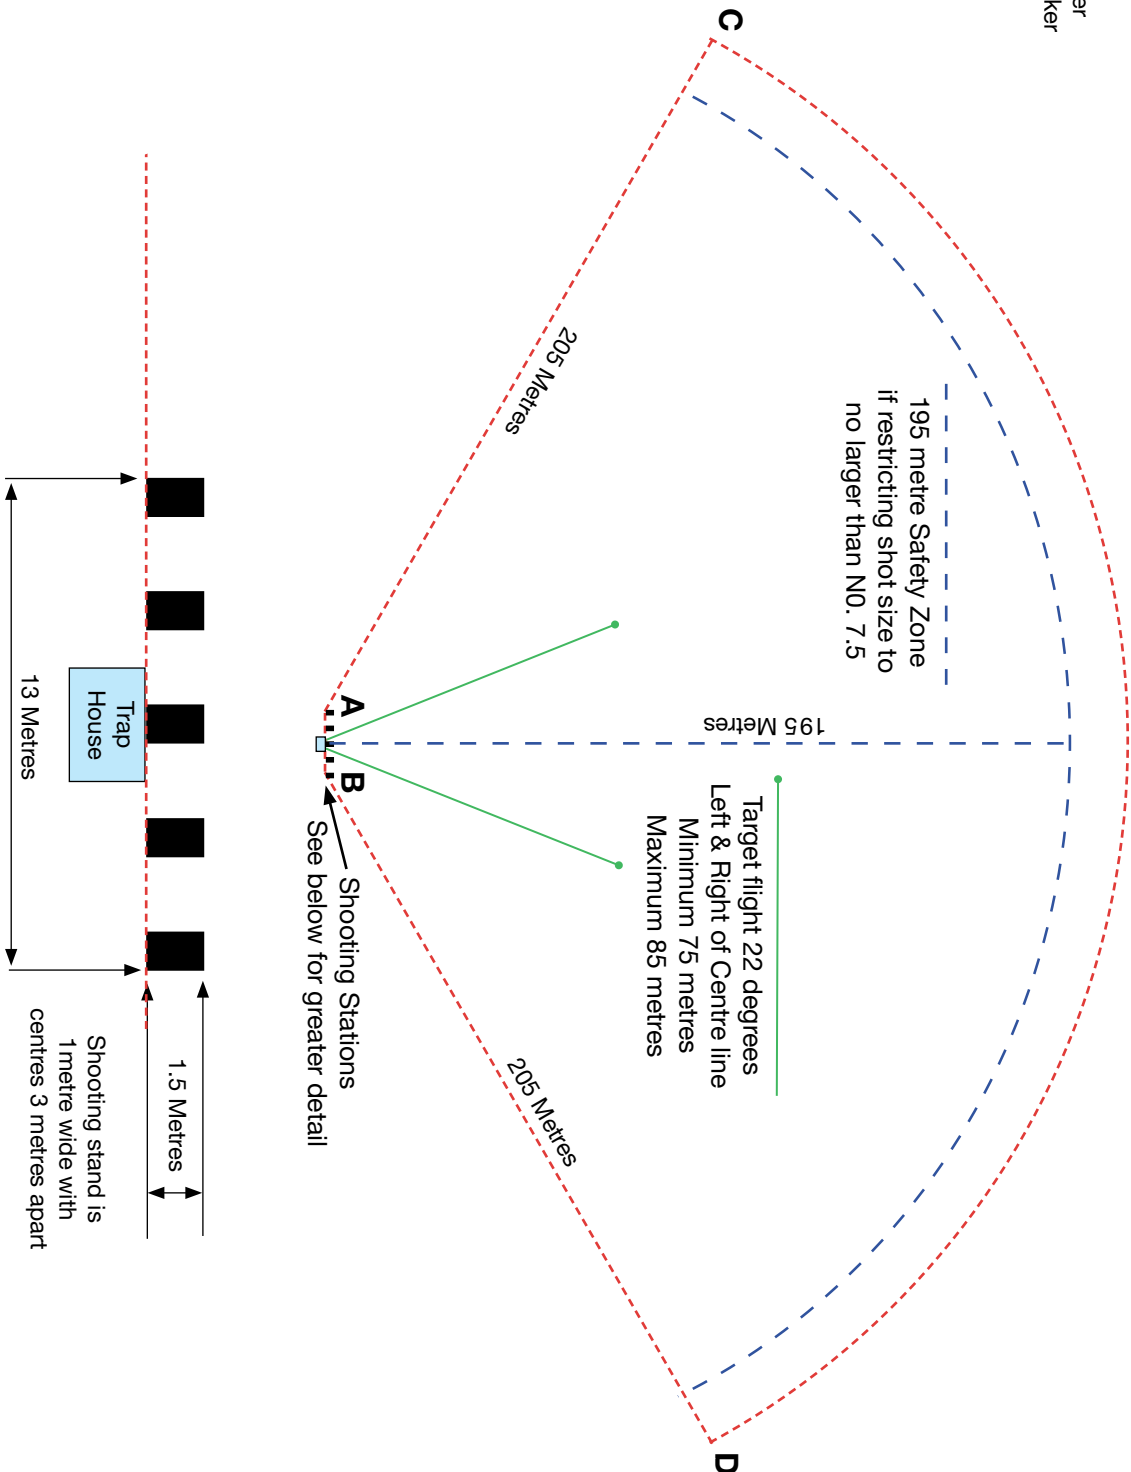 er
ker
C
195 metre Safety Zone
if restricting shot size to
no larger than N0. 7.5
205 Metres
195 Metres
Target flight 22 degrees
Left & Right of Centre line
Minimum 75 metres
Maximum 85 metres
205 Metres
D
A
B
Shooting Stations
See below for greater detail
Trap
House
13 Metres
1.5 Metres
Shooting stand is
1metre wide with
centres 3 metres apart